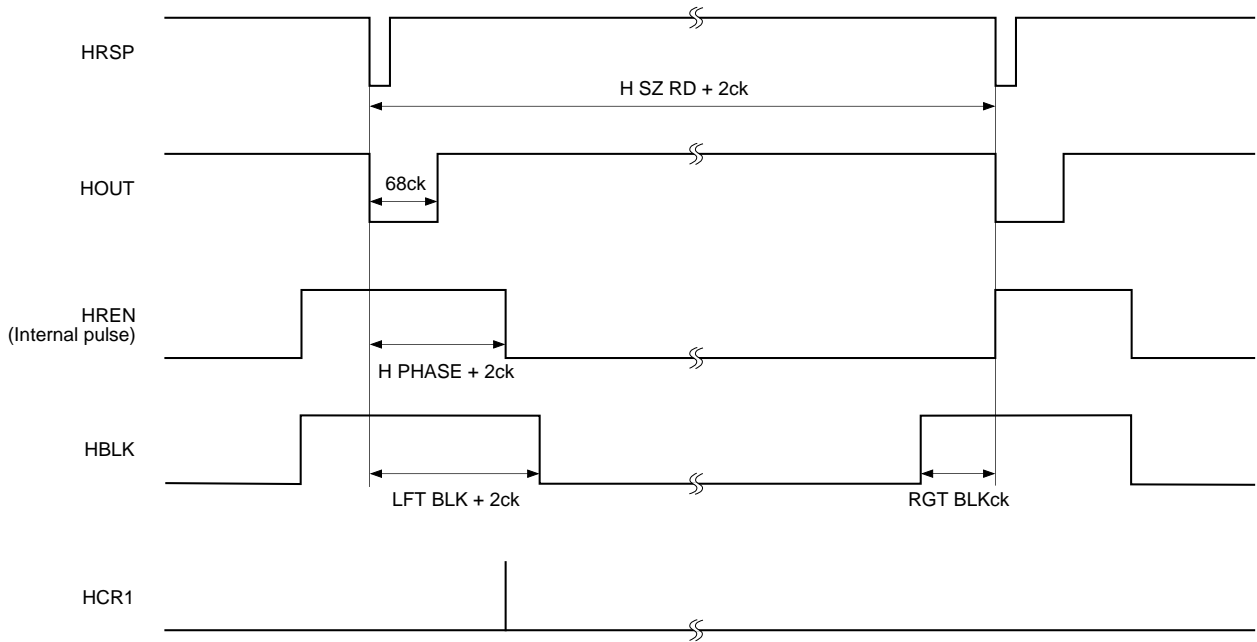 HRSP
H SZ RD + 2ck
HOUT
68ck
HREN
(Internal pulse)
H PHASE + 2ck
HBLK
LFT BLK + 2ck
RGT BLKck
HCR1